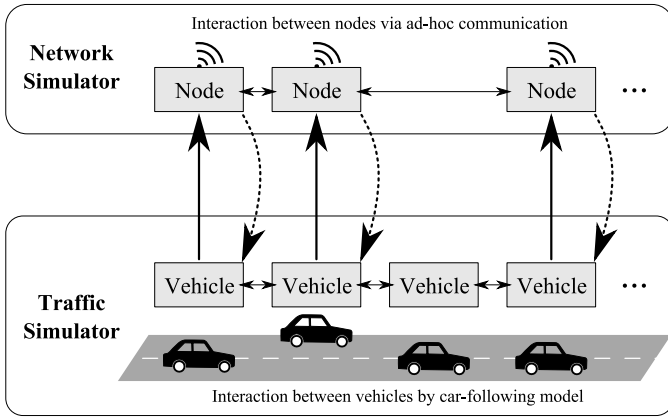 Interaction between nodes via ad-hoc communication
Network
Simulator
Node
Node
Node
...
Vehicle
Vehicle
Vehicle
Vehicle
...
Traffic
Simulator
Interaction between vehicles by car-following model